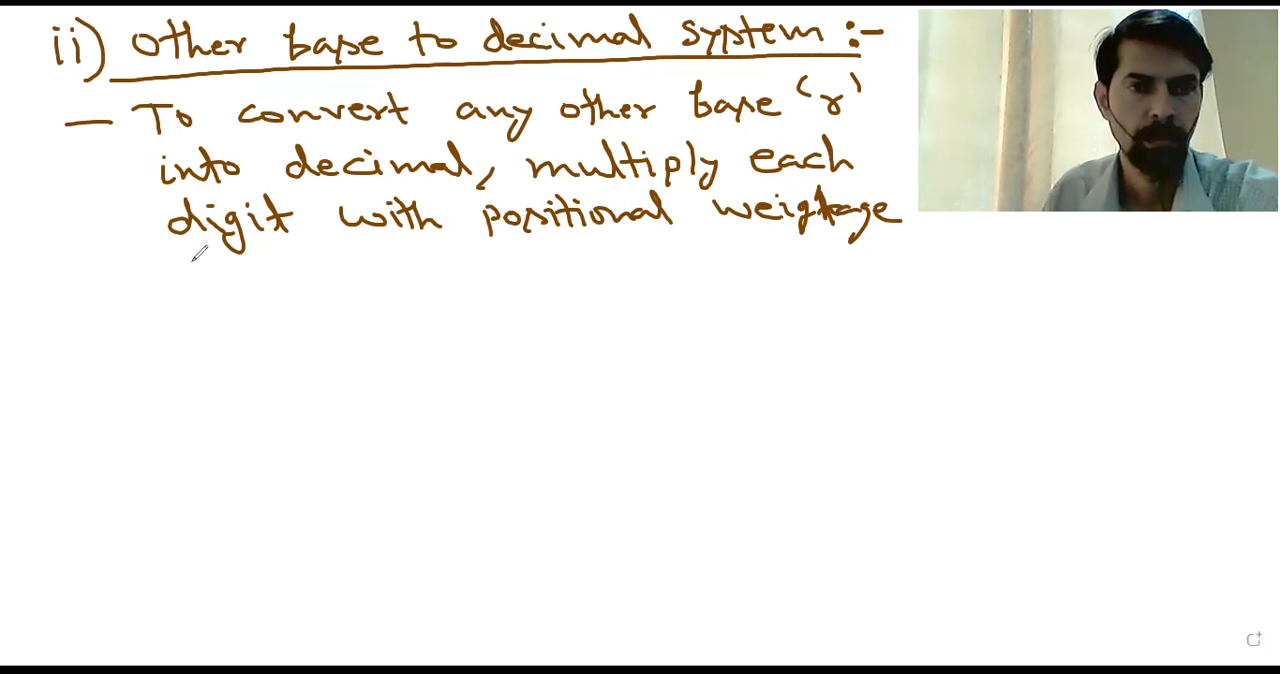 ii) Other base to decimal system :-
— To convert any other base 'r'
into decimal, multiply each
digit with positional weightage